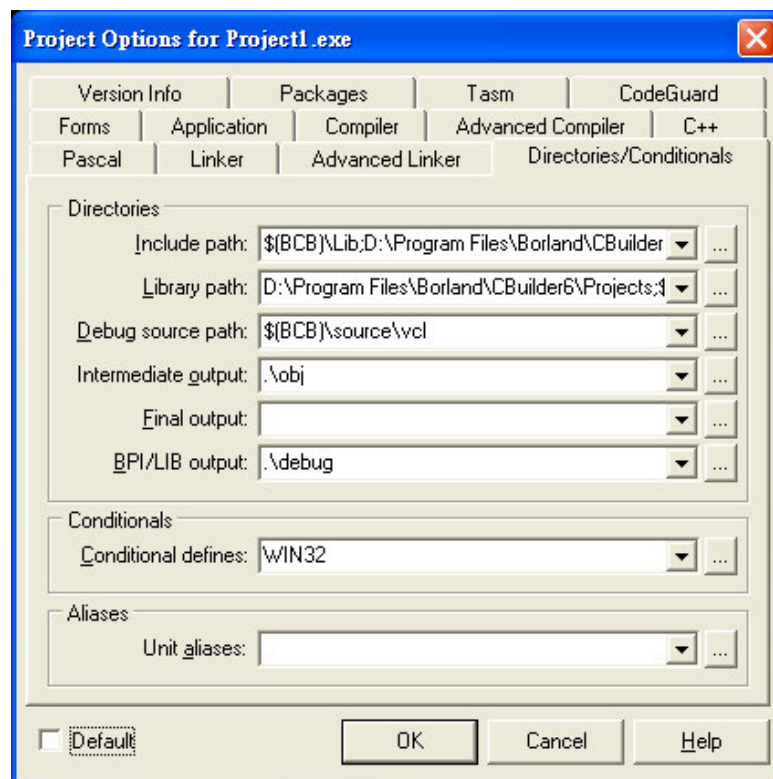 Project Options for Project1.exe
Version Info Packages Tasm CodeGuard
Forms Application Compiler Advanced Compiler C++
Pascal Linker Advanced Linker Directories/Conditionals
Directories
Include path: $(BCB)\Lib;D:\Program Files\Borland\CBuilder ...
Library path: D:\Program Files\Borland\CBuilder6\Projects;$ ...
Debug source path: $(BCB)\source\vcl ...
Intermediate output: .\obj ...
Final output: ...
BPI/LIB output: .\debug ...
Conditionals
Conditional defines: WIN32 ...
Aliases
Unit aliases: ...
Default OK Cancel Help